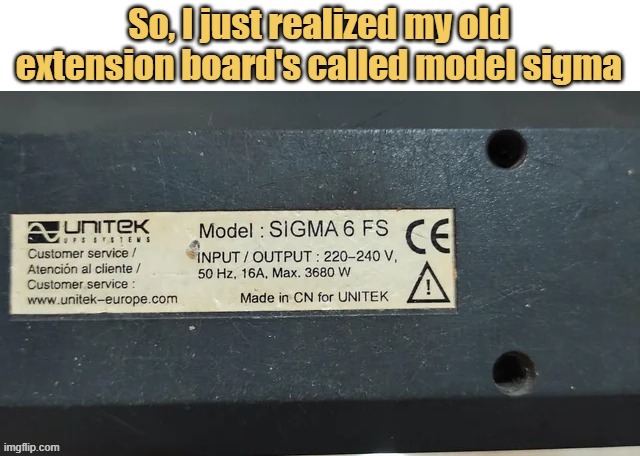 So, I just realized my old
extension board's called model sigma
UNITEK
UPS SYSTEMS
Customer service /
Atención al cliente /
Customer service :
www.unitek-europe.com
Model : SIGMA 6 FS
INPUT / OUTPUT : 220-240 V,
50 Hz, 16A, Max. 3680 W
Made in CN for UNITEK
CE
!
imgflip.com